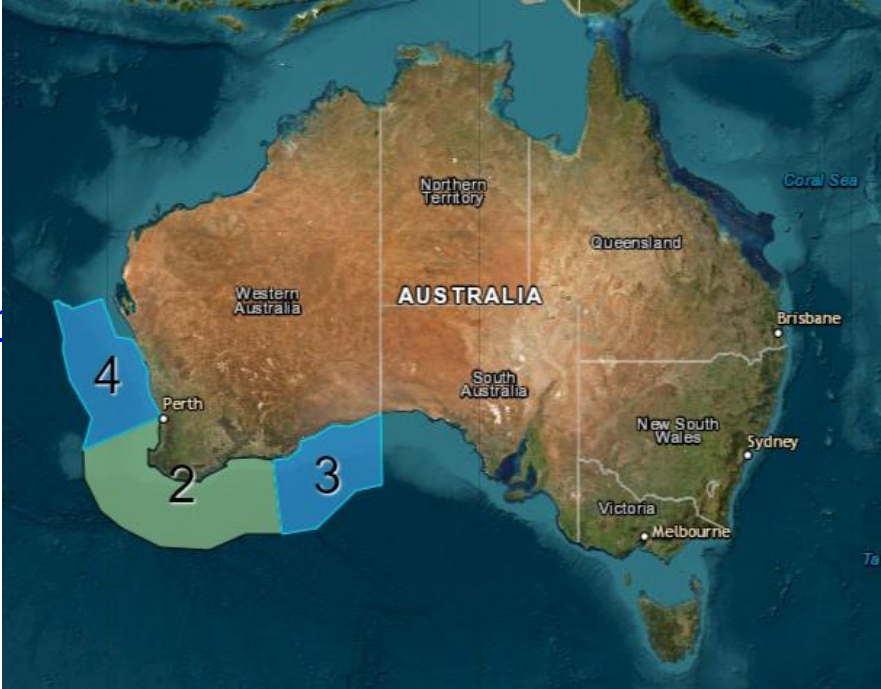 Coral Sea
Northern
Territory
Queensland
Western
Australia
AUSTRALIA
Brisbane
4
South
Australia
Perth
New South
Wales
Sydney
3
2
Victoria
Melbourne
Ta